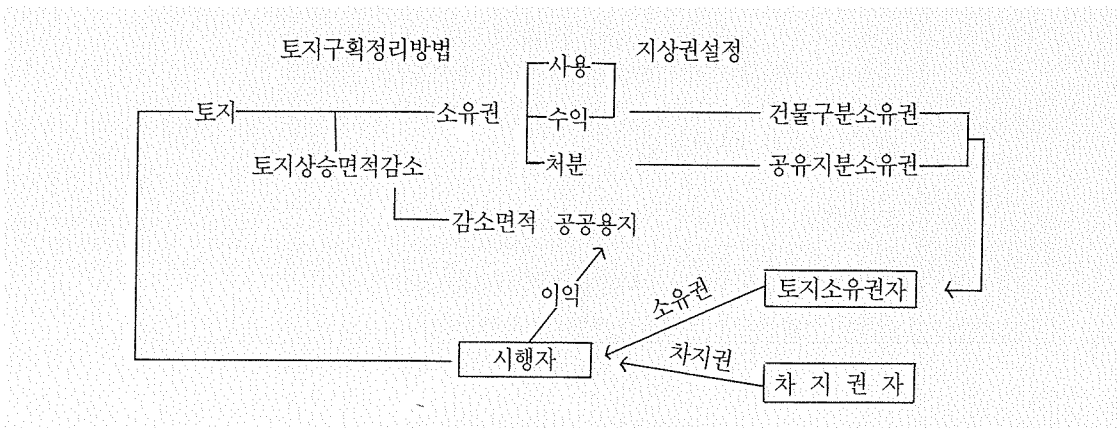 토지구획정리방법
지상권설정
사용
토지
소유권
수익
건물구분소유권
토지상승면적감소
처분
공유지분소유권
감소면적 공공용지
이익
소유권
토지소유권자
시행자
차지권
차 지 권 자